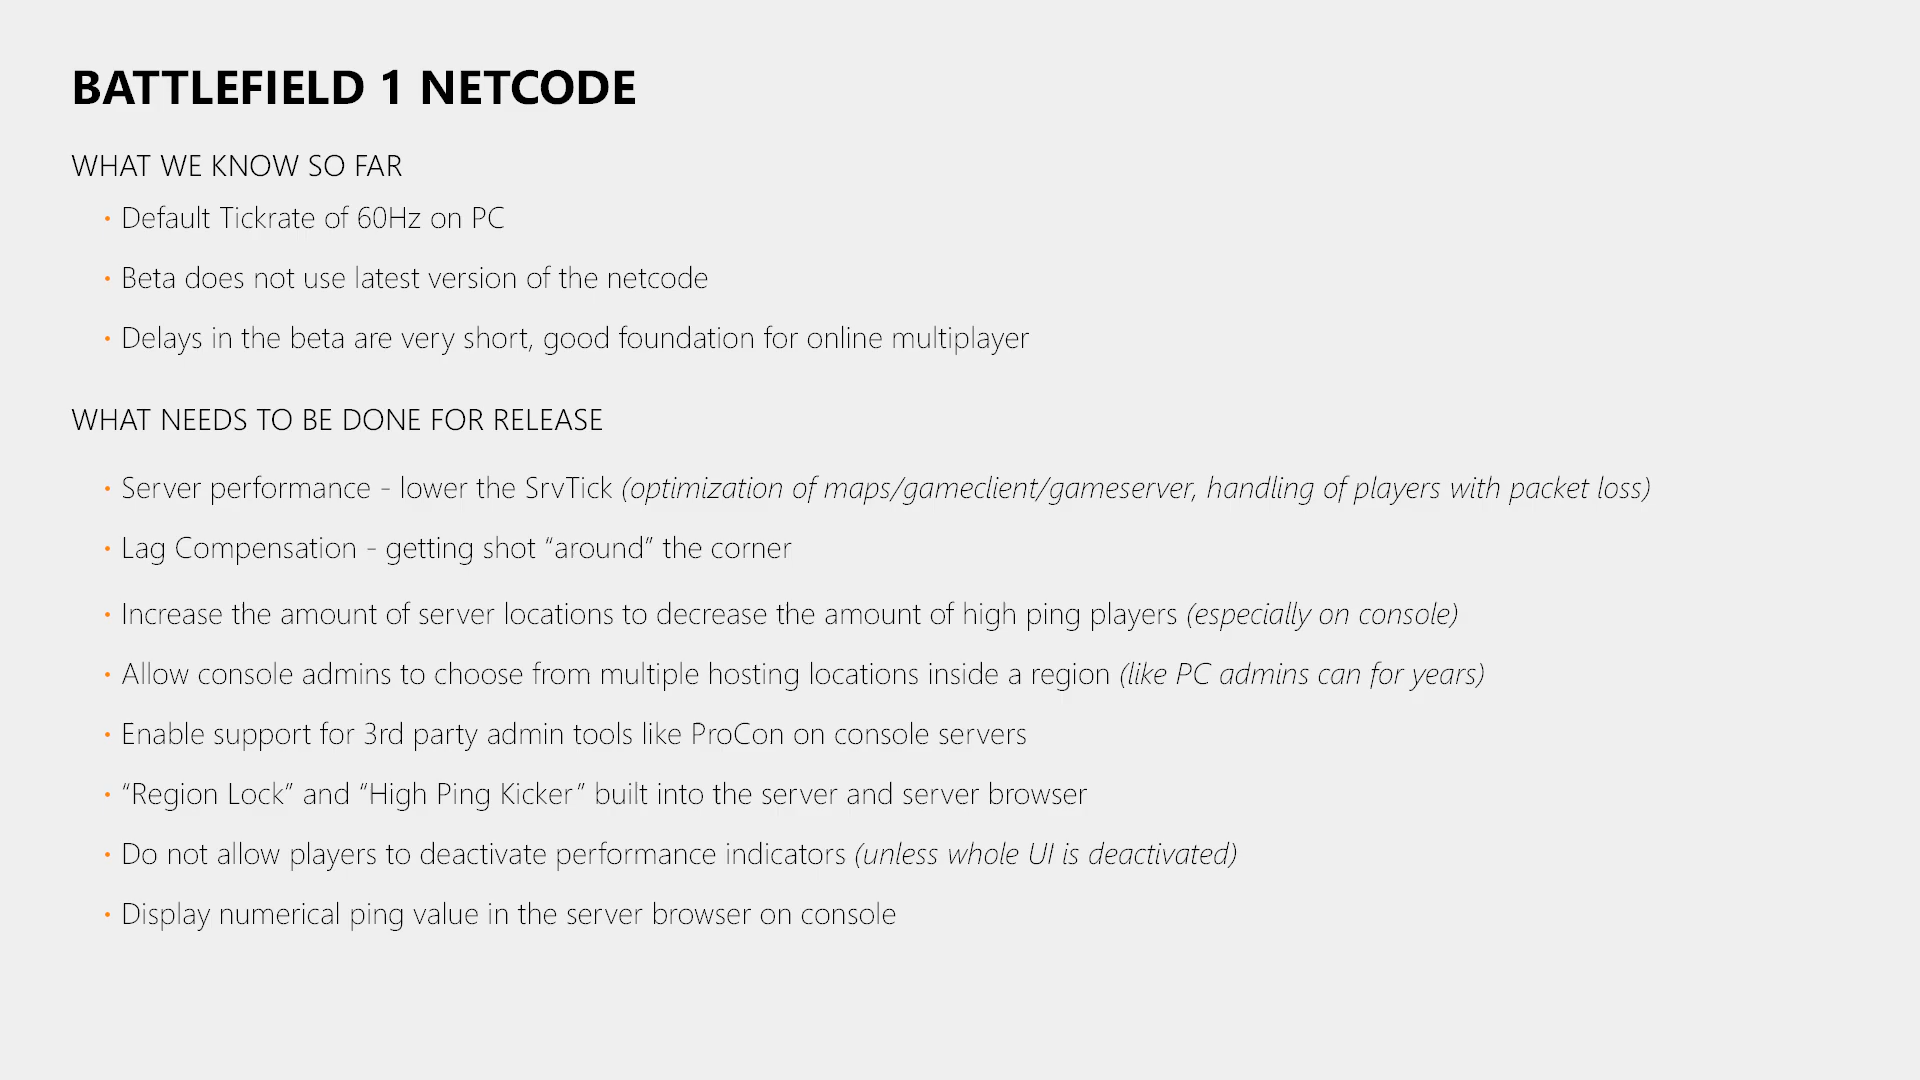 BATTLEFIELD 1 NETCODE
WHAT WE KNOW SO FAR
• Default Tickrate of 60Hz on PC
• Beta does not use latest version of the netcode
• Delays in the beta are very short, good foundation for online multiplayer
WHAT NEEDS TO BE DONE FOR RELEASE
• Server performance - lower the SrvTick (optimization of maps/gameclient/gameserver, handling of players with packet loss)
• Lag Compensation - getting shot “around” the corner
• Increase the amount of server locations to decrease the amount of high ping players (especially on console)
• Allow console admins to choose from multiple hosting locations inside a region (like PC admins can for years)
• Enable support for 3rd party admin tools like ProCon on console servers
• “Region Lock” and “High Ping Kicker” built into the server and server browser
• Do not allow players to deactivate performance indicators (unless whole UI is deactivated)
• Display numerical ping value in the server browser on console